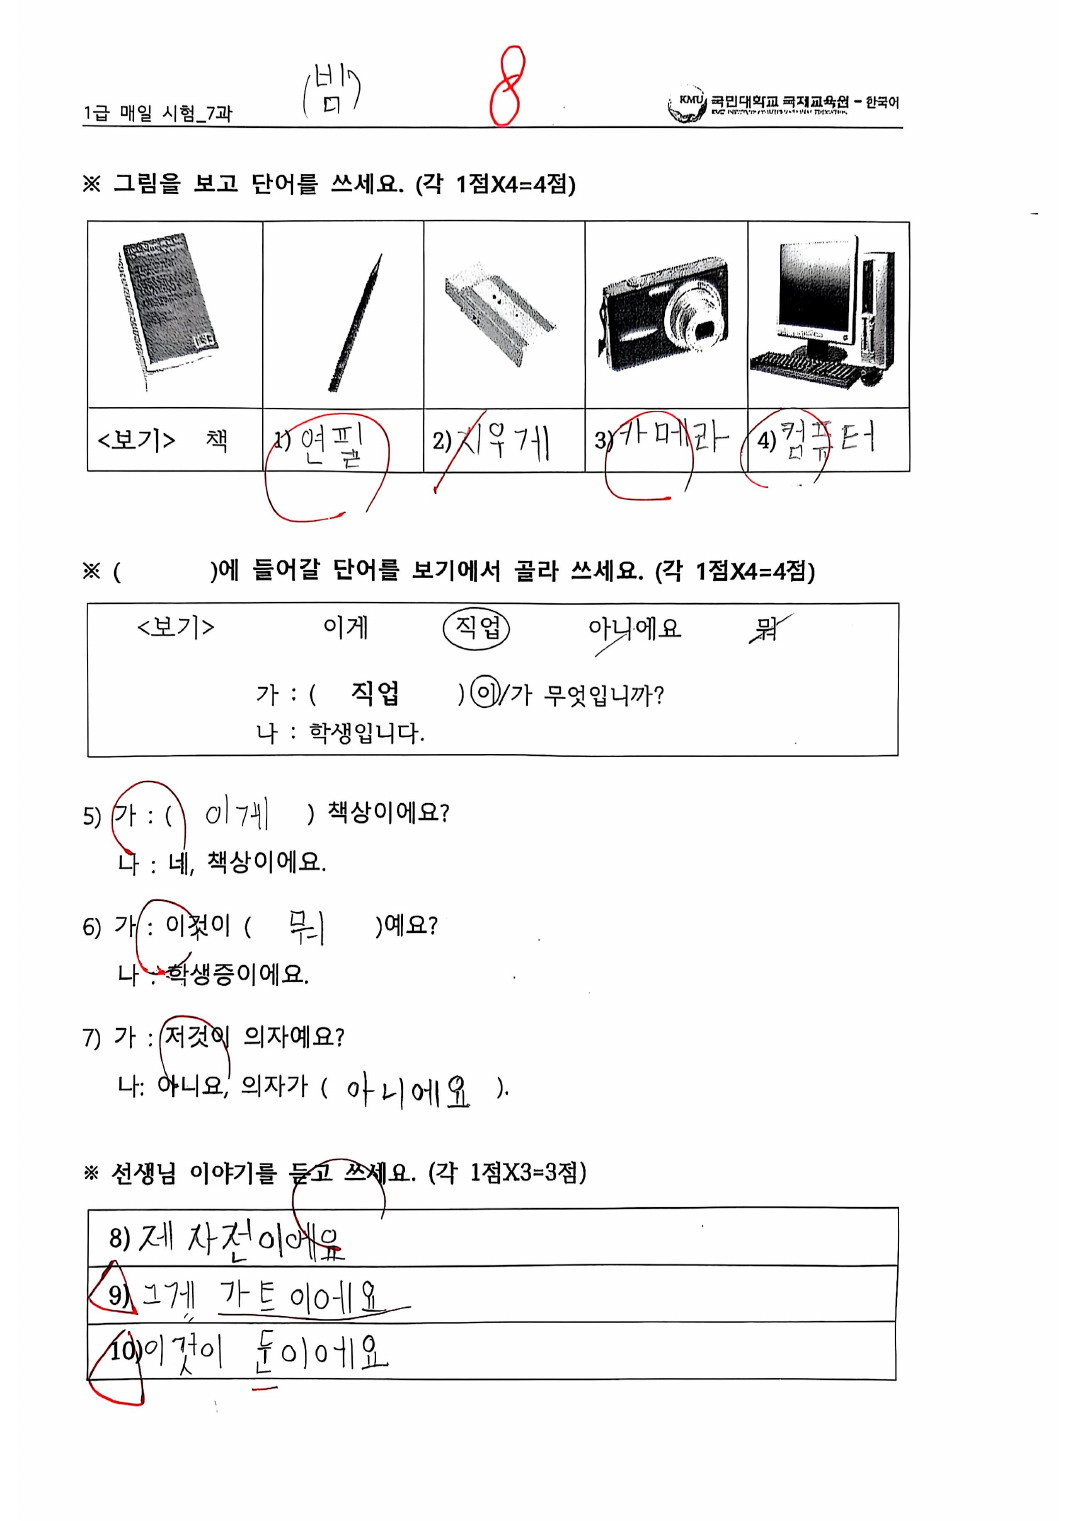 (빔)
8
1급 매일 시험_7과
KMU 국민대학교 국제교육원 - 한국어
※ 그림을 보고 단어를 쓰세요. (각 1점X4=4점)
<보기> 책 1) 연필 2) 지우게 3) 카메라 4) 컴퓨터
※ ( )에 들어갈 단어를 보기에서 골라 쓰세요. (각 1점X4=4점)
<보기> 이게 직업 아니에요 뭐
가 : ( 직업 ) 이/가 무엇입니까?
나 : 학생입니다.
5) 가 : ( 이게 ) 책상이에요?
나 : 네, 책상이에요.
6) 가 : 이것이 ( 뭐 )예요?
나 : 학생증이에요.
7) 가 : 저것이 의자예요?
나: 아니요, 의자가 ( 아니에요 ).
※ 선생님 이야기를 듣고 쓰세요. (각 1점X3=3점)
8) 제 자전이에요
9) 그게 가트이에요
10) 이것이 둔이에요